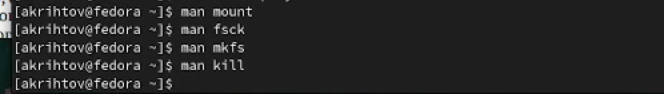 [akrihtov@fedora ~]$ man mount
[akrihtov@fedora ~]$ man fsck
[akrihtov@fedora ~]$ man mkfs
[akrihtov@fedora ~]$ man kill
[akrihtov@fedora ~]$